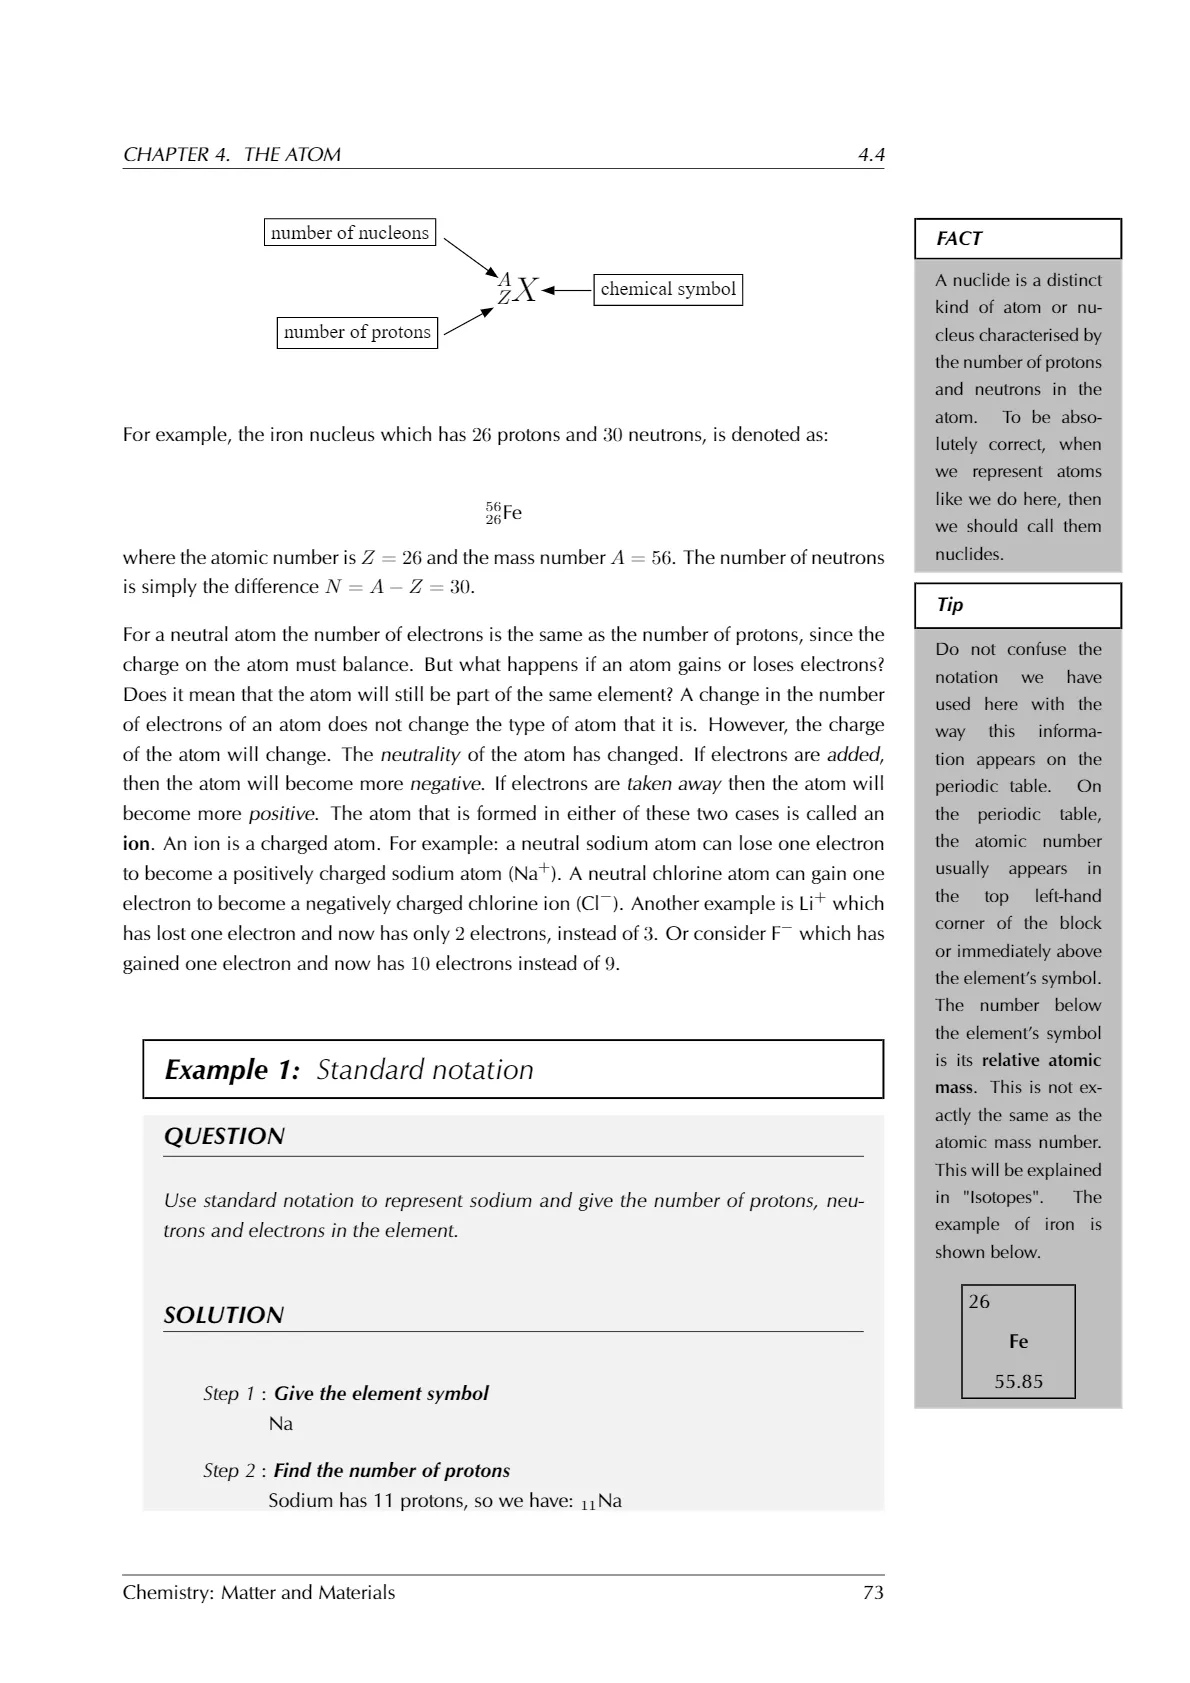 CHAPTER 4. THE ATOM 4.4
number of nucleons
A
Z X
chemical symbol
number of protons
For example, the iron nucleus which has 26 protons and 30 neutrons, is denoted as:
56
26 Fe
where the atomic number is Z = 26 and the mass number A = 56. The number of neutrons
is simply the difference N = A − Z = 30.
For a neutral atom the number of electrons is the same as the number of protons, since the
charge on the atom must balance. But what happens if an atom gains or loses electrons?
Does it mean that the atom will still be part of the same element? A change in the number
of electrons of an atom does not change the type of atom that it is. However, the charge
of the atom will change. The neutrality of the atom has changed. If electrons are added,
then the atom will become more negative. If electrons are taken away then the atom will
become more positive. The atom that is formed in either of these two cases is called an
ion. An ion is a charged atom. For example: a neutral sodium atom can lose one electron
to become a positively charged sodium atom (Na⁺). A neutral chlorine atom can gain one
electron to become a negatively charged chlorine ion (Cl⁻). Another example is Li⁺ which
has lost one electron and now has only 2 electrons, instead of 3. Or consider F⁻ which has
gained one electron and now has 10 electrons instead of 9.
Example 1: Standard notation
QUESTION
Use standard notation to represent sodium and give the number of protons, neu-
trons and electrons in the element.
SOLUTION
Step 1 : Give the element symbol
Na
Step 2 : Find the number of protons
Sodium has 11 protons, so we have: ₁₁Na
FACT
A nuclide is a distinct
kind of atom or nu-
cleus characterised by
the number of protons
and neutrons in the
atom. To be abso-
lutely correct, when
we represent atoms
like we do here, then
we should call them
nuclides.
Tip
Do not confuse the
notation we have
used here with the
way this informa-
tion appears on the
periodic table. On
the periodic table,
the atomic number
usually appears in
the top left-hand
corner of the block
or immediately above
the element's symbol.
The number below
the element's symbol
is its relative atomic
mass. This is not ex-
actly the same as the
atomic mass number.
This will be explained
in "Isotopes". The
example of iron is
shown below.
26
Fe
55.85
Chemistry: Matter and Materials 73